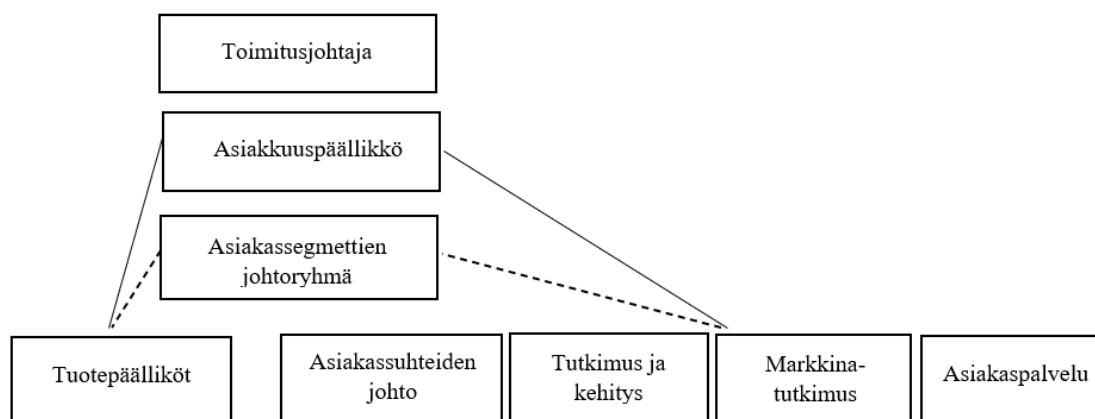 Toimitusjohtaja
Asiakkuuspäällikkö
Asiakassegmettien
johtoryhmä
Tuotepäälliköt
Asiakassuhteiden
johto
Tutkimus ja
kehitys
Markkina-
tutkimus
Asiakaspalvelu